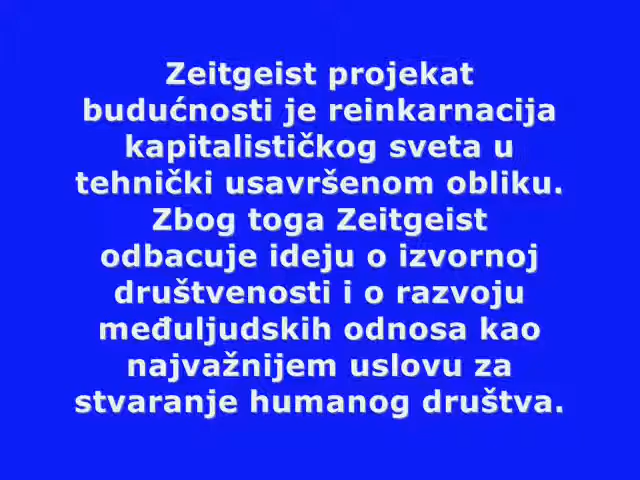 Zeitgeist projekat
budućnosti je reinkarnacija
kapitalističkog sveta u
tehnički usavršenom obliku.
Zbog toga Zeitgeist
odbacuje ideju o izvornoj
društvenosti i o razvoju
međuljudskih odnosa kao
najvažnijem uslovu za
stvaranje humanog društva.